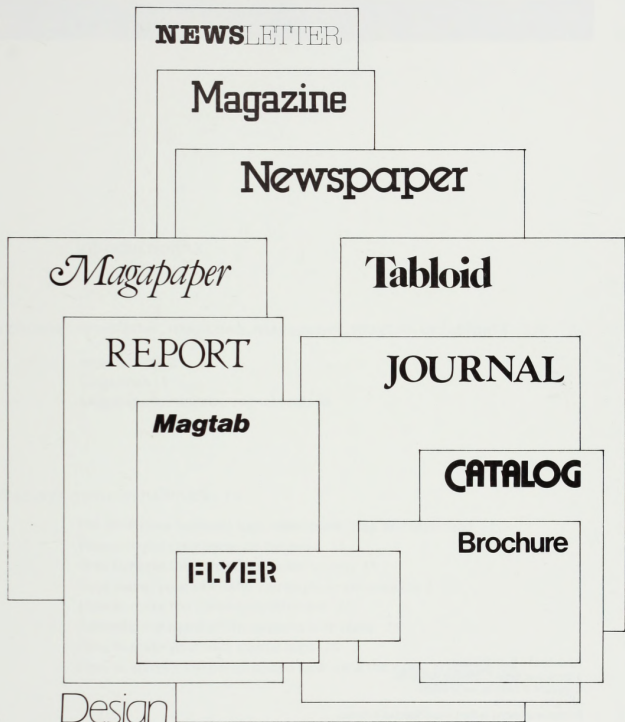 NEWSLETTER
Magazine
Newspaper
Magapaper
Tabloid
REPORT
JOURNAL
Magtab
CATALOG
Brochure
FLYER
Design